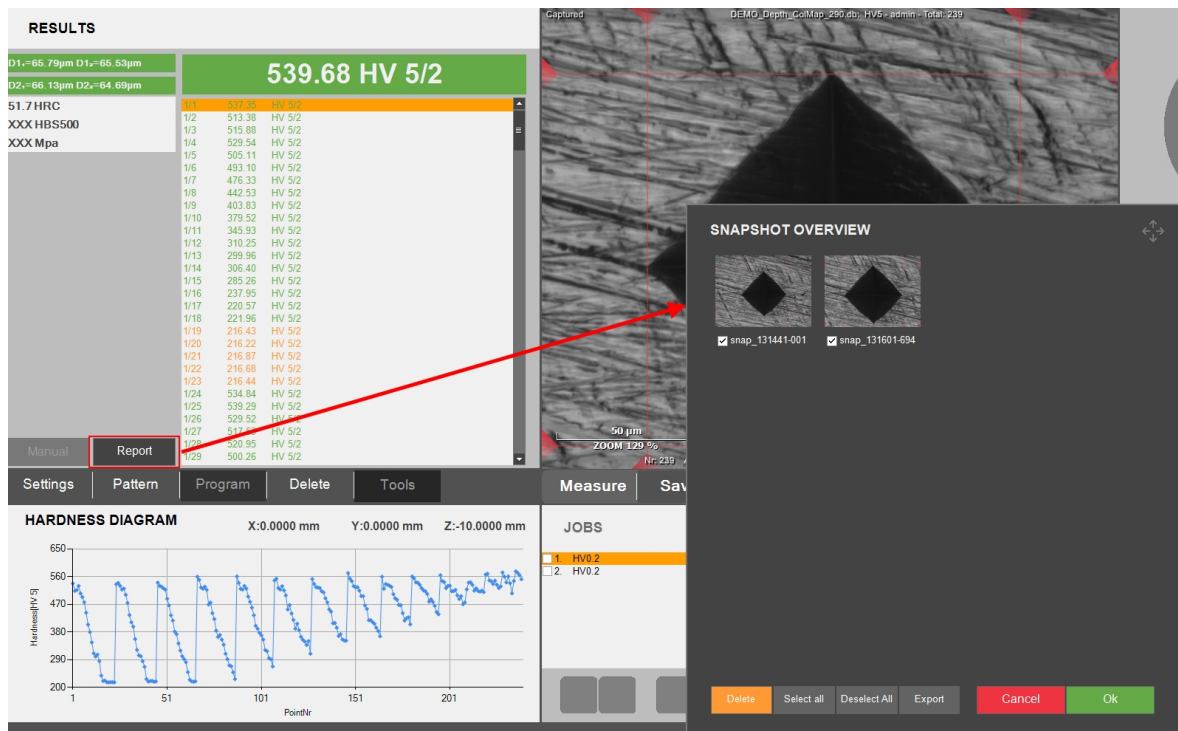 RESULTS
D1₁=65.79µm D1₂=65.53µm
D2₁=66.13µm D2₂=64.69µm
539.68 HV 5/2
51.7 HRC
XXX HBS500
XXX Mpa
1/1 537.35 HV 5/2
1/2 513.38 HV 5/2
1/3 515.88 HV 5/2
1/4 529.54 HV 5/2
1/5 505.11 HV 5/2
1/6 493.10 HV 5/2
1/7 476.33 HV 5/2
1/8 442.53 HV 5/2
1/9 403.83 HV 5/2
1/10 379.52 HV 5/2
1/11 345.93 HV 5/2
1/12 310.25 HV 5/2
1/13 299.96 HV 5/2
1/14 306.40 HV 5/2
1/15 285.26 HV 5/2
1/16 237.95 HV 5/2
1/17 220.57 HV 5/2
1/18 221.96 HV 5/2
1/19 216.43 HV 5/2
1/20 216.22 HV 5/2
1/21 216.87 HV 5/2
1/22 216.68 HV 5/2
1/23 216.44 HV 5/2
1/24 534.84 HV 5/2
1/25 539.29 HV 5/2
1/26 529.52 HV 5/2
1/27 HV 5/2
1/28 520.95 HV 5/2
1/29 500.26 HV 5/2
Manual Report
Settings Pattern Program Delete Tools
Captured DEMO_Depth_ColMap_290.db: HV5 - admin - Total: 239
50 µm
ZOOM 129 %
Nr: 239
Measure
SNAPSHOT OVERVIEW
snap_131441-001 snap_131601-694
Delete Select all Deselect All Export Cancel Ok
HARDNESS DIAGRAM X:0.0000 mm Y:0.0000 mm Z:-10.0000 mm
Hardness[HV 5]
650
560
470
380
290
200
1 51 101 151 201
PointNr
JOBS
1. HV0.2
2. HV0.2